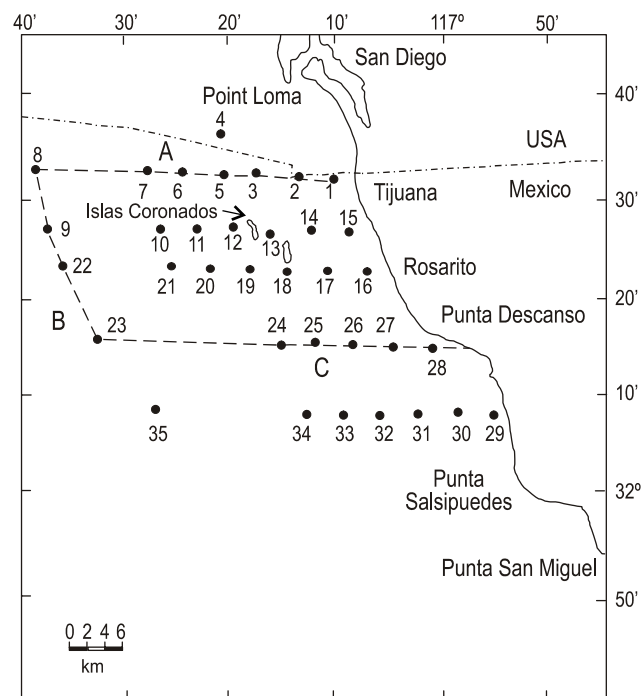 40' 30' 20' 10' 117º 50'
San Diego
40'
Point Loma
4
USA
A
8
7 6 5 3 2 1
Tijuana
Mexico
30'
Islas Coronados
14 15
9
10 11 12 13
Rosarito
22
21 20 19 18 17 16
20'
Punta Descanso
B
23 24 25 26 27
C
28
10'
35
34 33 32 31 30 29
Punta
Salsipuedes
32º
Punta San Miguel
50'
0 2 4 6
km